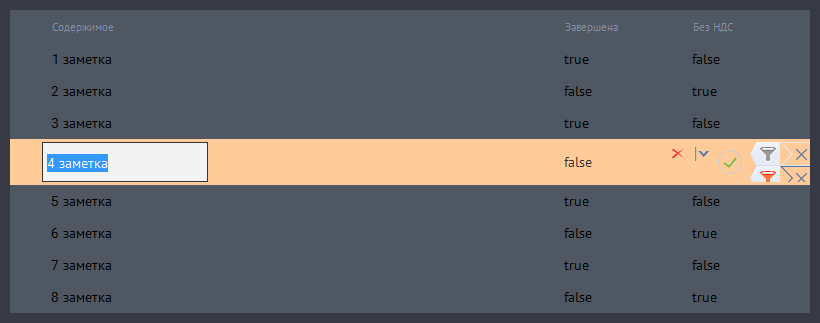 Содержимое Завершена Без НДС
1 заметка true false
2 заметка false true
3 заметка true false
4 заметка false
5 заметка true false
6 заметка false true
7 заметка true false
8 заметка false true